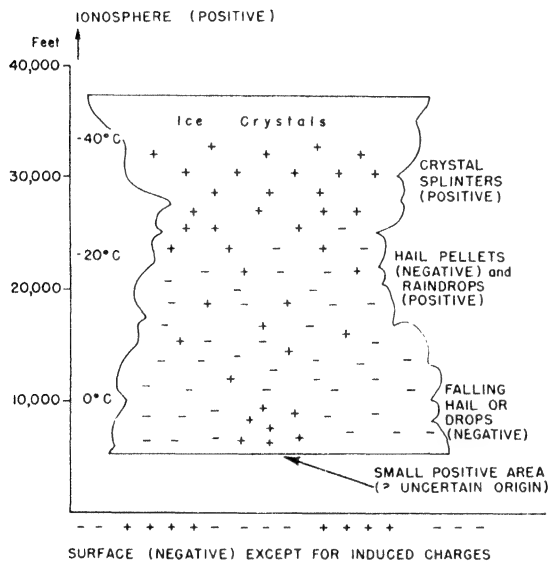 IONOSPHERE (POSITIVE)
Feet
40,000
Ice Crystals
-40°C
30,000
CRYSTAL
SPLINTERS
(POSITIVE)
-20°C
HAIL PELLETS
(NEGATIVE) and
RAINDROPS
(POSITIVE)
20,000
10,000
0°C
FALLING
HAIL OR
DROPS
(NEGATIVE)
SMALL POSITIVE AREA
(? UNCERTAIN ORIGIN)
SURFACE (NEGATIVE) EXCEPT FOR INDUCED CHARGES